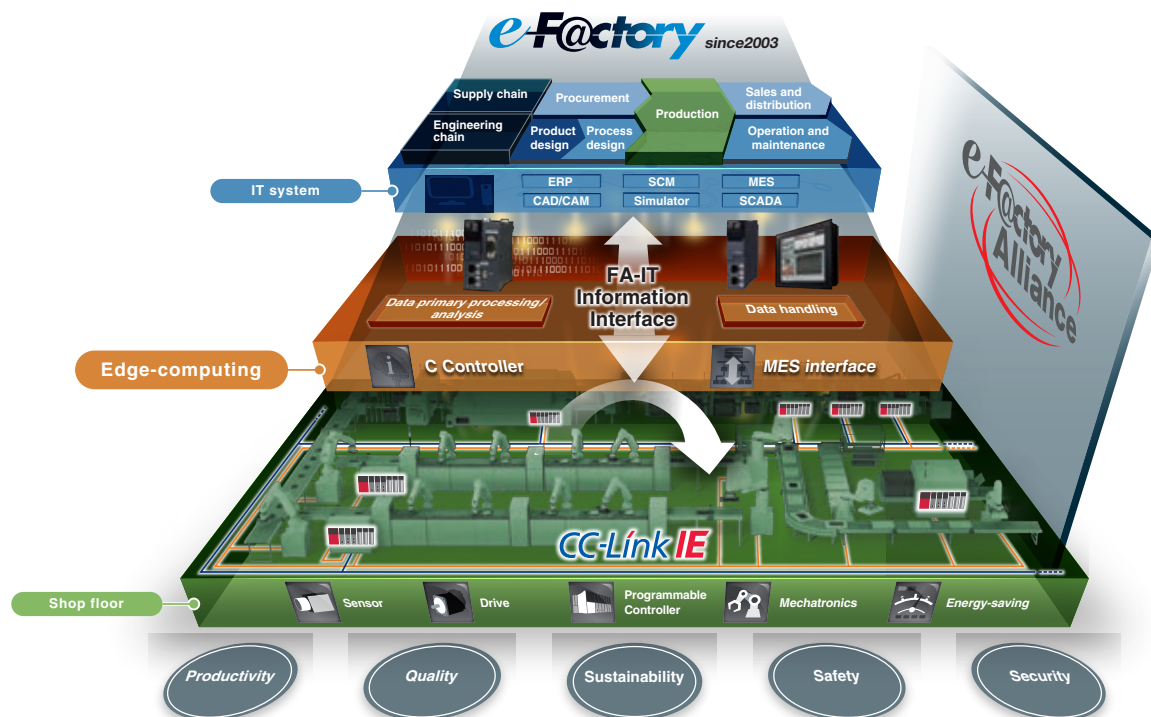 e-F@ctory since2003
Supply chain
Procurement
Production
Sales and
distribution
Engineering
chain
Product
design
Process
design
Operation and
maintenance
IT system
ERP
SCM
MES
CAD/CAM
Simulator
SCADA
FA-IT
Information
Interface
Data primary processing/
analysis
Data handling
Edge-computing
C Controller
MES interface
e-F@ctory
Alliance
CC-Link IE
Shop floor
Sensor
Drive
Programmable
Controller
Mechatronics
Energy-saving
Productivity
Quality
Sustainability
Safety
Security